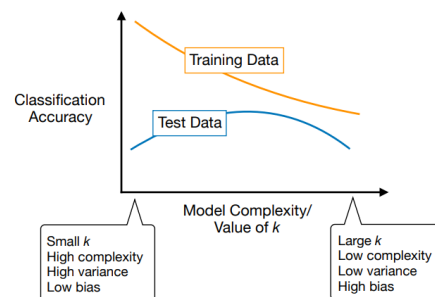 Training Data
Classification
Accuracy
Test Data
Model Complexity/
Value of k
Small k
High complexity
High variance
Low bias
Large k
Low complexity
Low variance
High bias